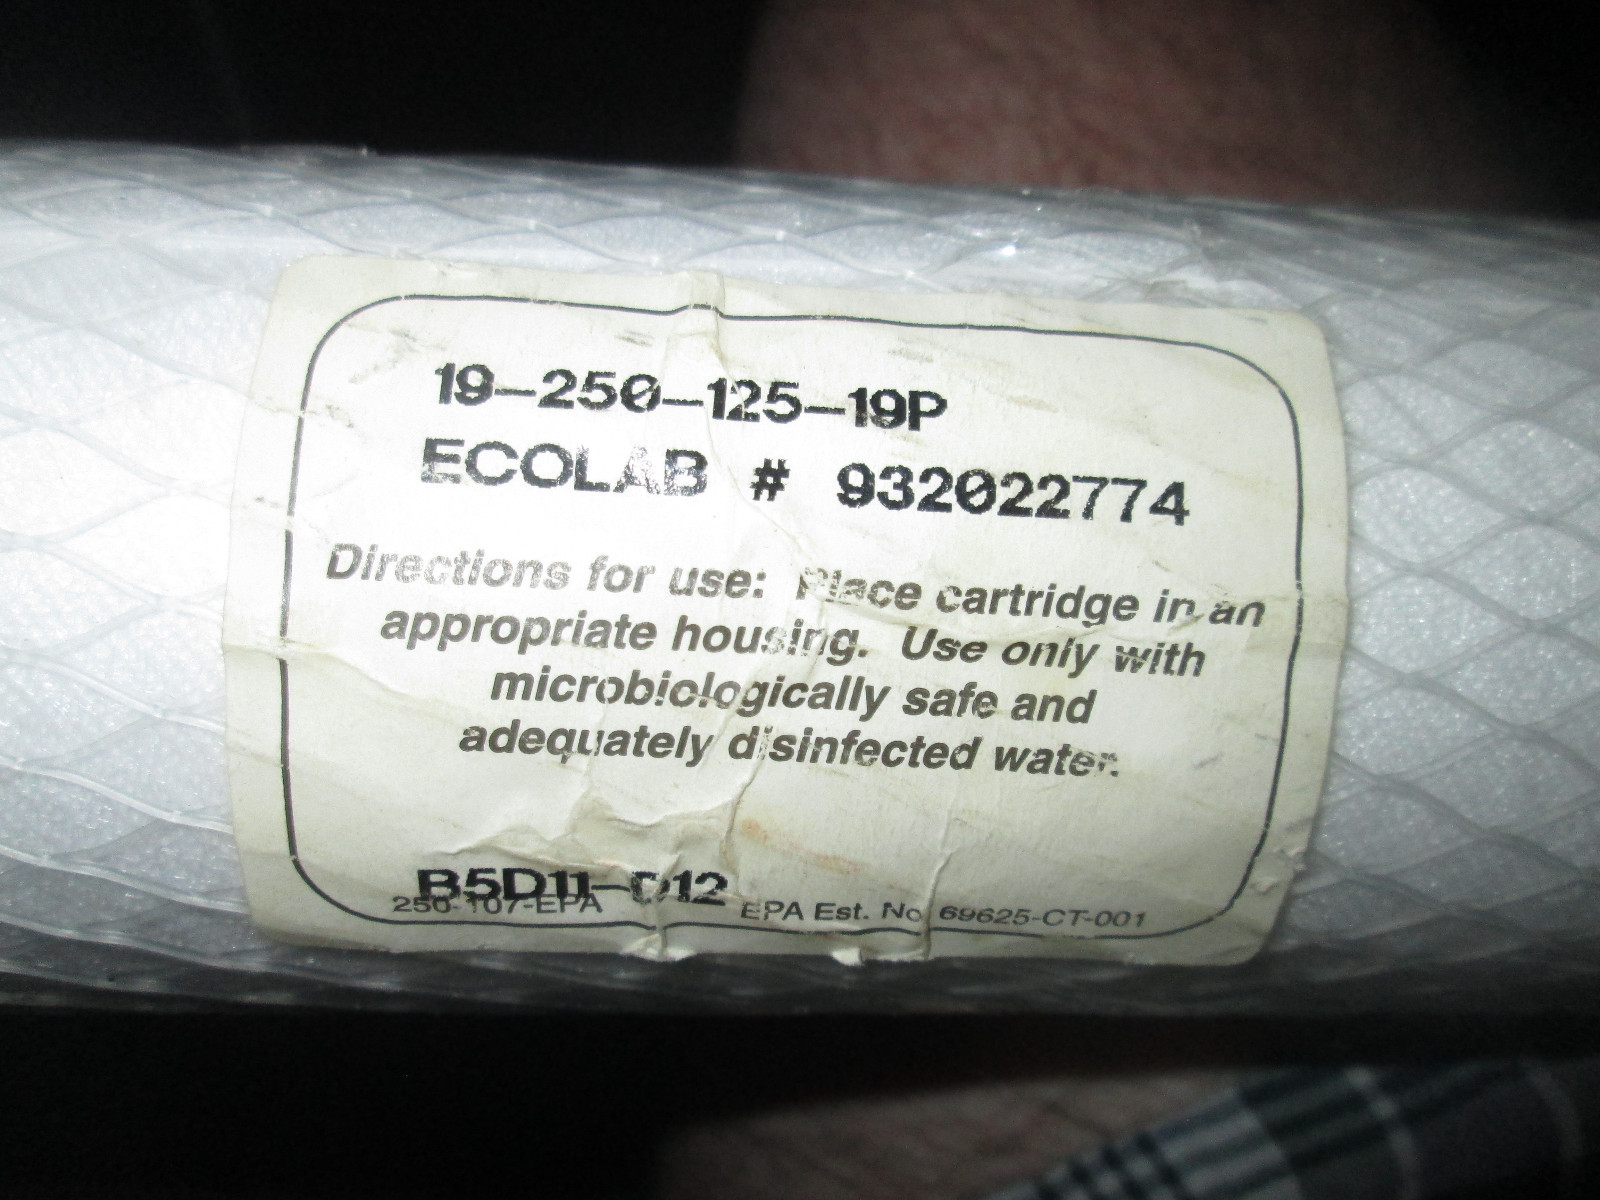 19-250-125-19P
ECOLAB # 932022774
Directions for use: Place cartridge in an
appropriate housing. Use only with
microbiologically safe and
adequately disinfected water.
B5D11-D12
250-107-EPA EPA Est. No 69625-CT-001